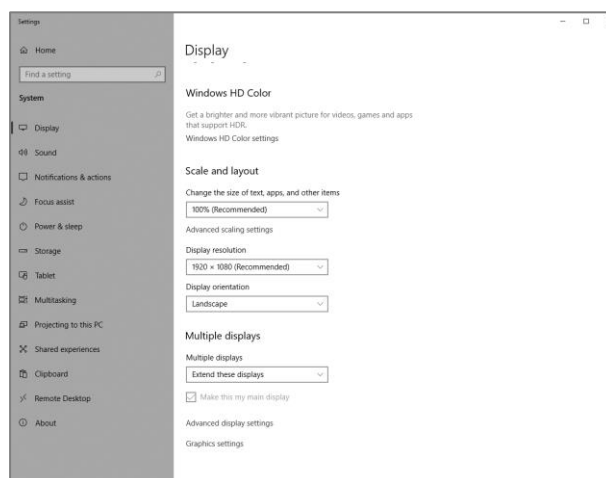 Settings
Home
Find a setting
System
Display
Sound
Notifications & actions
Focus assist
Power & sleep
Storage
Tablet
Multitasking
Projecting to this PC
Shared experiences
Clipboard
Remote Desktop
About
Display
Windows HD Color
Get a brighter and more vibrant picture for videos, games and apps
that support HDR.
Windows HD Color settings
Scale and layout
Change the size of text, apps, and other items
100% (Recommended)
Advanced scaling settings
Display resolution
1920 × 1080 (Recommended)
Display orientation
Landscape
Multiple displays
Multiple displays
Extend these displays
Make this my main display
Advanced display settings
Graphics settings